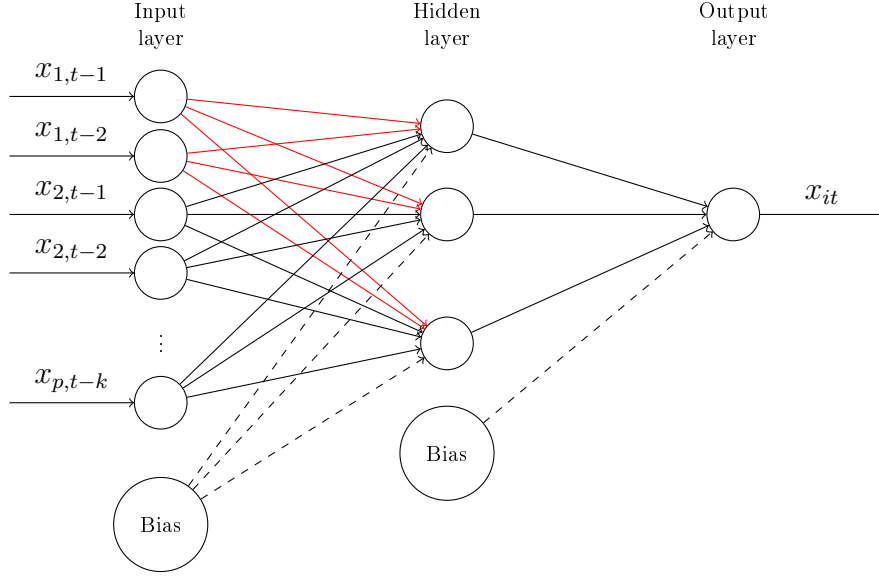 Input
layer
Hidden
layer
Output
layer
x_{1,t−1}
x_{1,t−2}
x_{2,t−1}
x_{it}
x_{2,t−2}
⋮
x_{p,t−k}
Bias
Bias